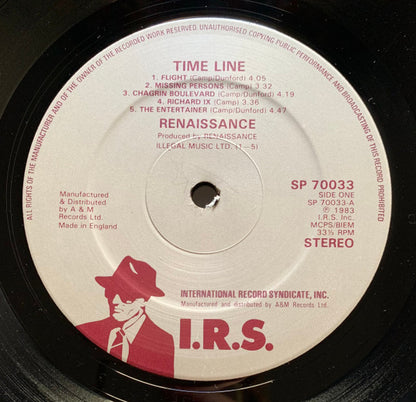 ALL RIGHTS OF THE MANUFACTURER AND OF THE OWNER OF THE RECORDED WORK RESERVED. UNAUTHORISED COPYING PUBLIC PERFORMANCE AND BROADCASTING OF THIS RECORD PROHIBITED
TIME LINE
1. FLIGHT (Camp/Dunford) 4.05
2. MISSING PERSONS (Camp) 3.32
3. CHAGRIN BOULEVARD (Camp/Dunford) 4.19
4. RICHARD IX (Camp) 3.36
5. THE ENTERTAINER (Camp/Dunford) 4.47
RENAISSANCE
Produced by RENAISSANCE
ILLEGAL MUSIC LTD. (1—5)
Manufactured
& Distributed
by A & M
Records Ltd.
Made in England
SP 70033
SIDE ONE
SP 70033-A
℗ 1983
I.R.S. Inc.
MCPS/BIEM
33⅓ RPM
STEREO
INTERNATIONAL RECORD SYNDICATE, INC.
Manufactured and distributed by A&M Records Ltd.
I.R.S.